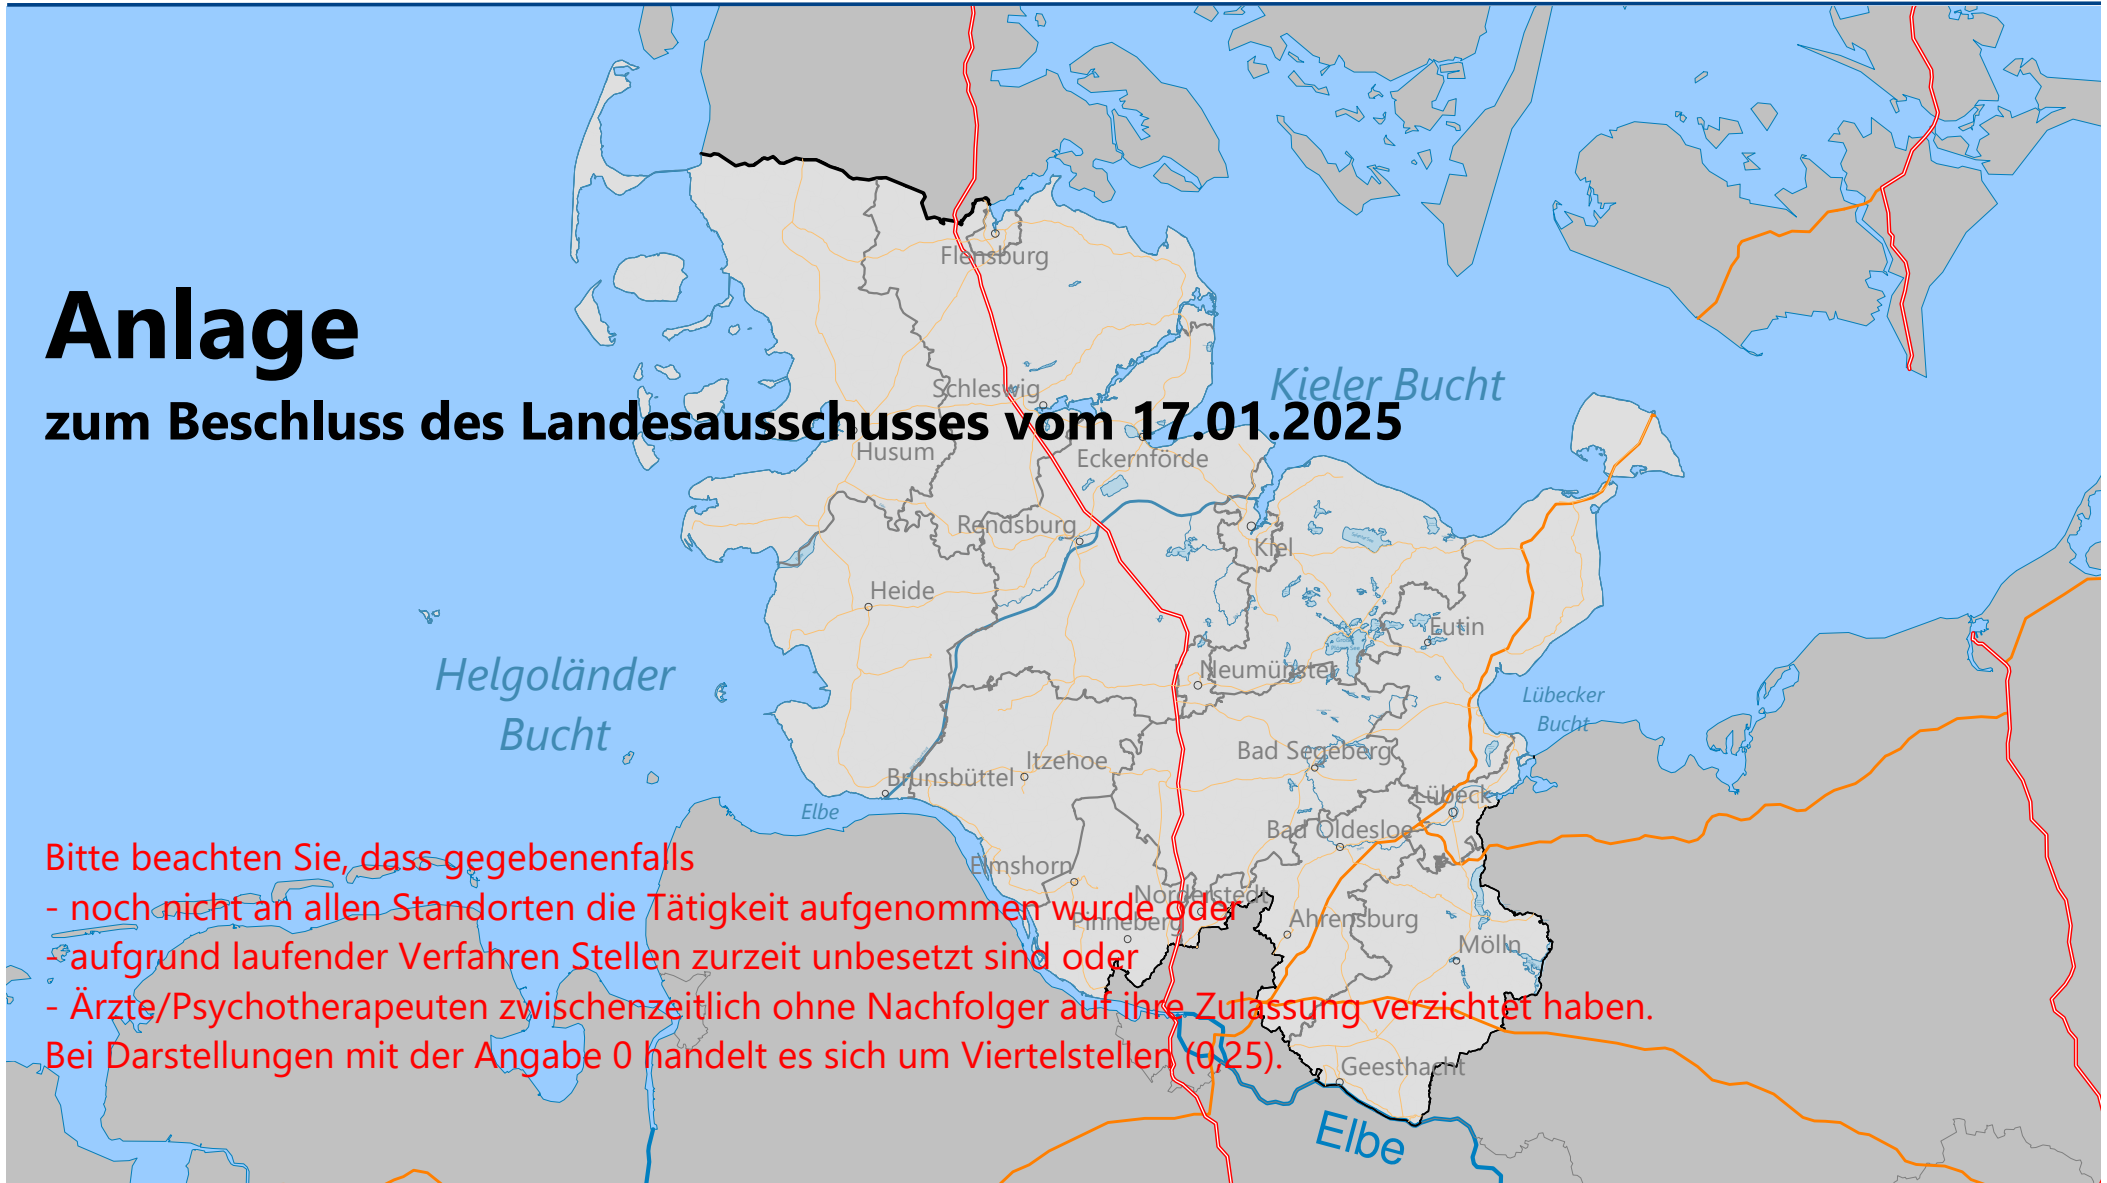 Flensburg
Anlage
Schleswig
Kieler Bucht
zum Beschluss des Landesausschusses vom 17.01.2025
Husum
Eckernförde
Rendsburg
Kiel
Heide
Eutin
Helgoländer
Bucht
Neumünster
Lübecker
Bucht
Bad Segeberg
Itzehoe
Brunsbüttel
Lübeck
Elbe
Bad Oldesloe
Bitte beachten Sie, dass gegebenenfalls
Elmshorn
Norderstedt
- noch nicht an allen Standorten die Tätigkeit aufgenommen wurde oder
Pinneberg
Ahrensburg
Mölln
- aufgrund laufender Verfahren Stellen zurzeit unbesetzt sind oder
- Ärzte/Psychotherapeuten zwischenzeitlich ohne Nachfolger auf ihre Zulassung verzichtet haben.
Bei Darstellungen mit der Angabe 0 handelt es sich um Viertelstellen (0,25).
Geesthacht
Elbe